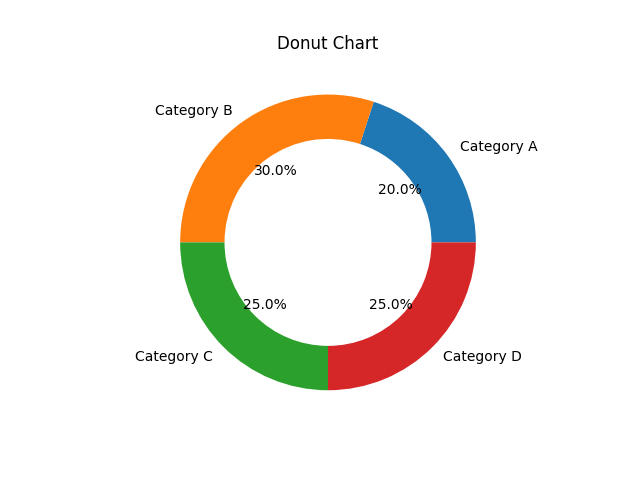 Donut Chart
Category B
Category A
30.0%
20.0%
25.0%
25.0%
Category C
Category D